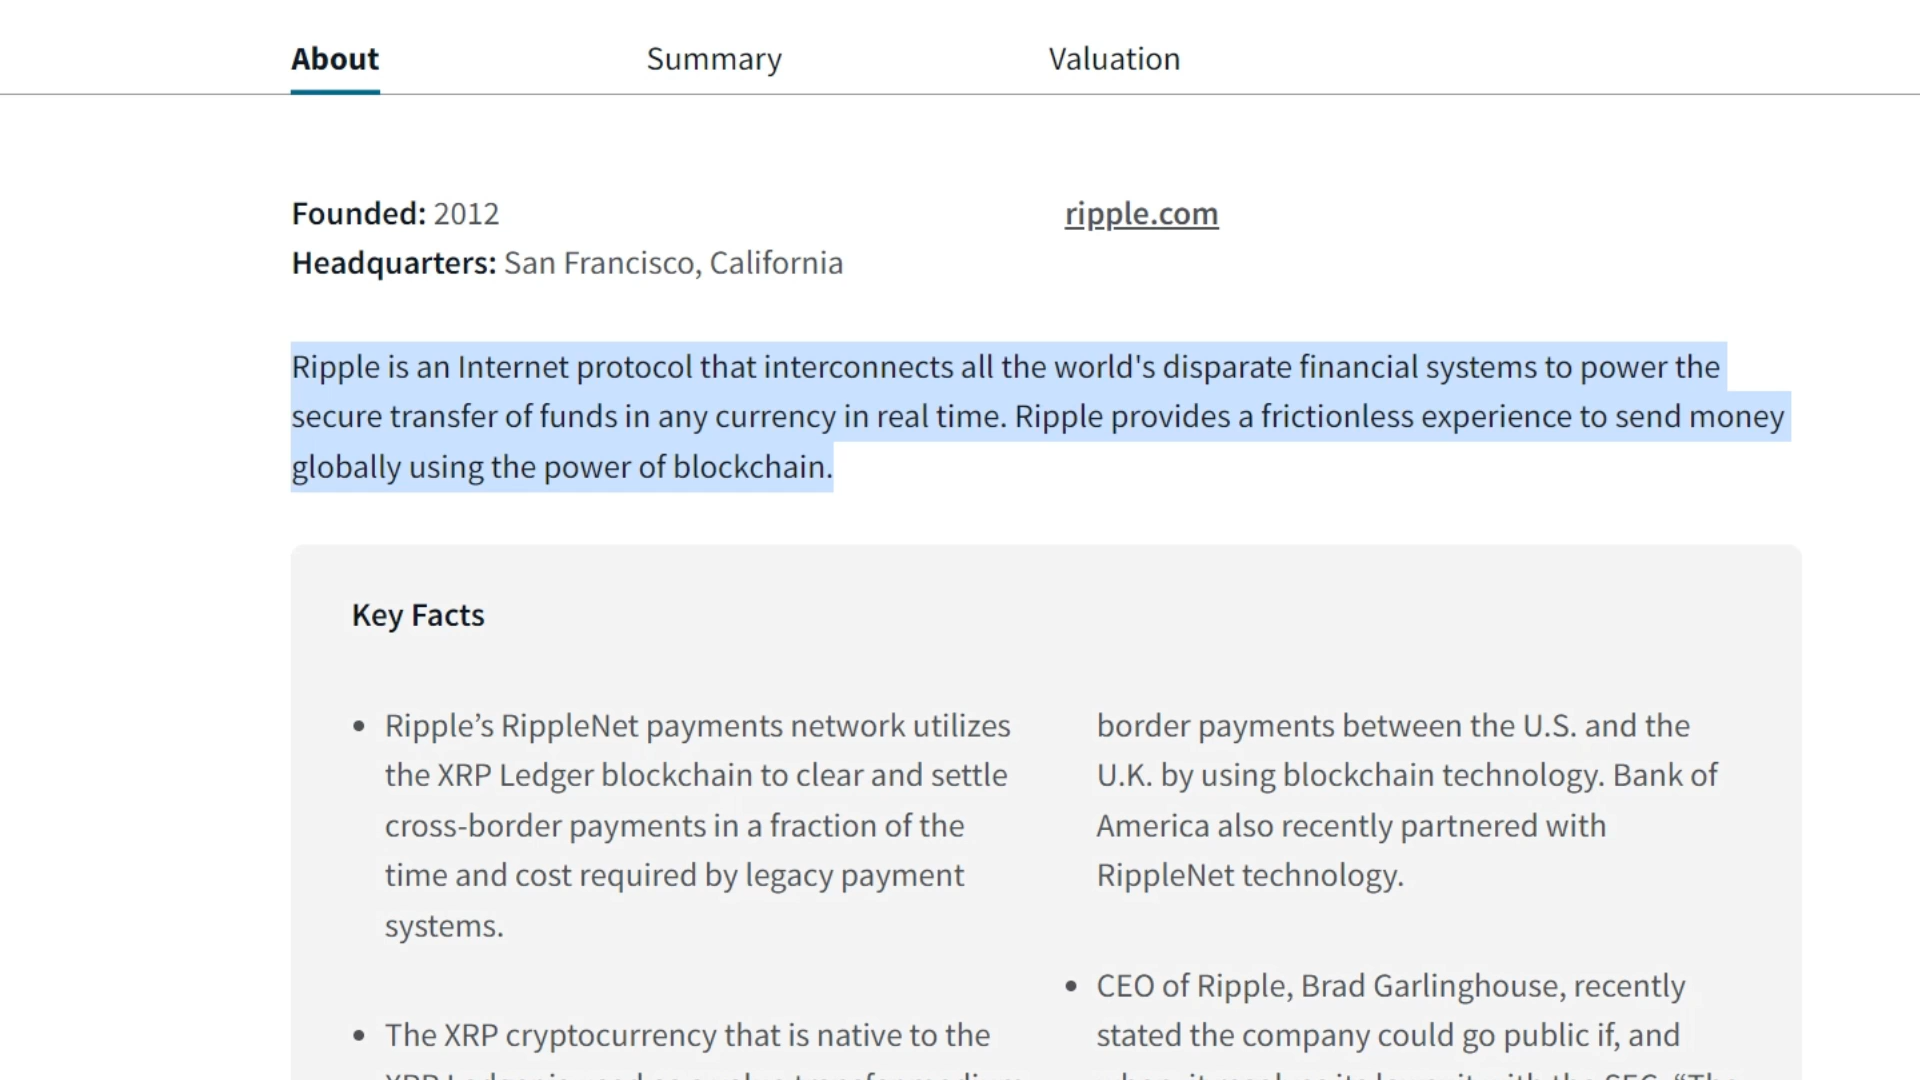 About
Summary
Valuation
Founded: 2012
ripple.com
Headquarters: San Francisco, California
Ripple is an Internet protocol that interconnects all the world's disparate financial systems to power the
secure transfer of funds in any currency in real time. Ripple provides a frictionless experience to send money
globally using the power of blockchain.
Key Facts
• Ripple’s RippleNet payments network utilizes
the XRP Ledger blockchain to clear and settle
cross-border payments in a fraction of the
time and cost required by legacy payment
systems.
• The XRP cryptocurrency that is native to the
border payments between the U.S. and the
U.K. by using blockchain technology. Bank of
America also recently partnered with
RippleNet technology.
• CEO of Ripple, Brad Garlinghouse, recently
stated the company could go public if, and